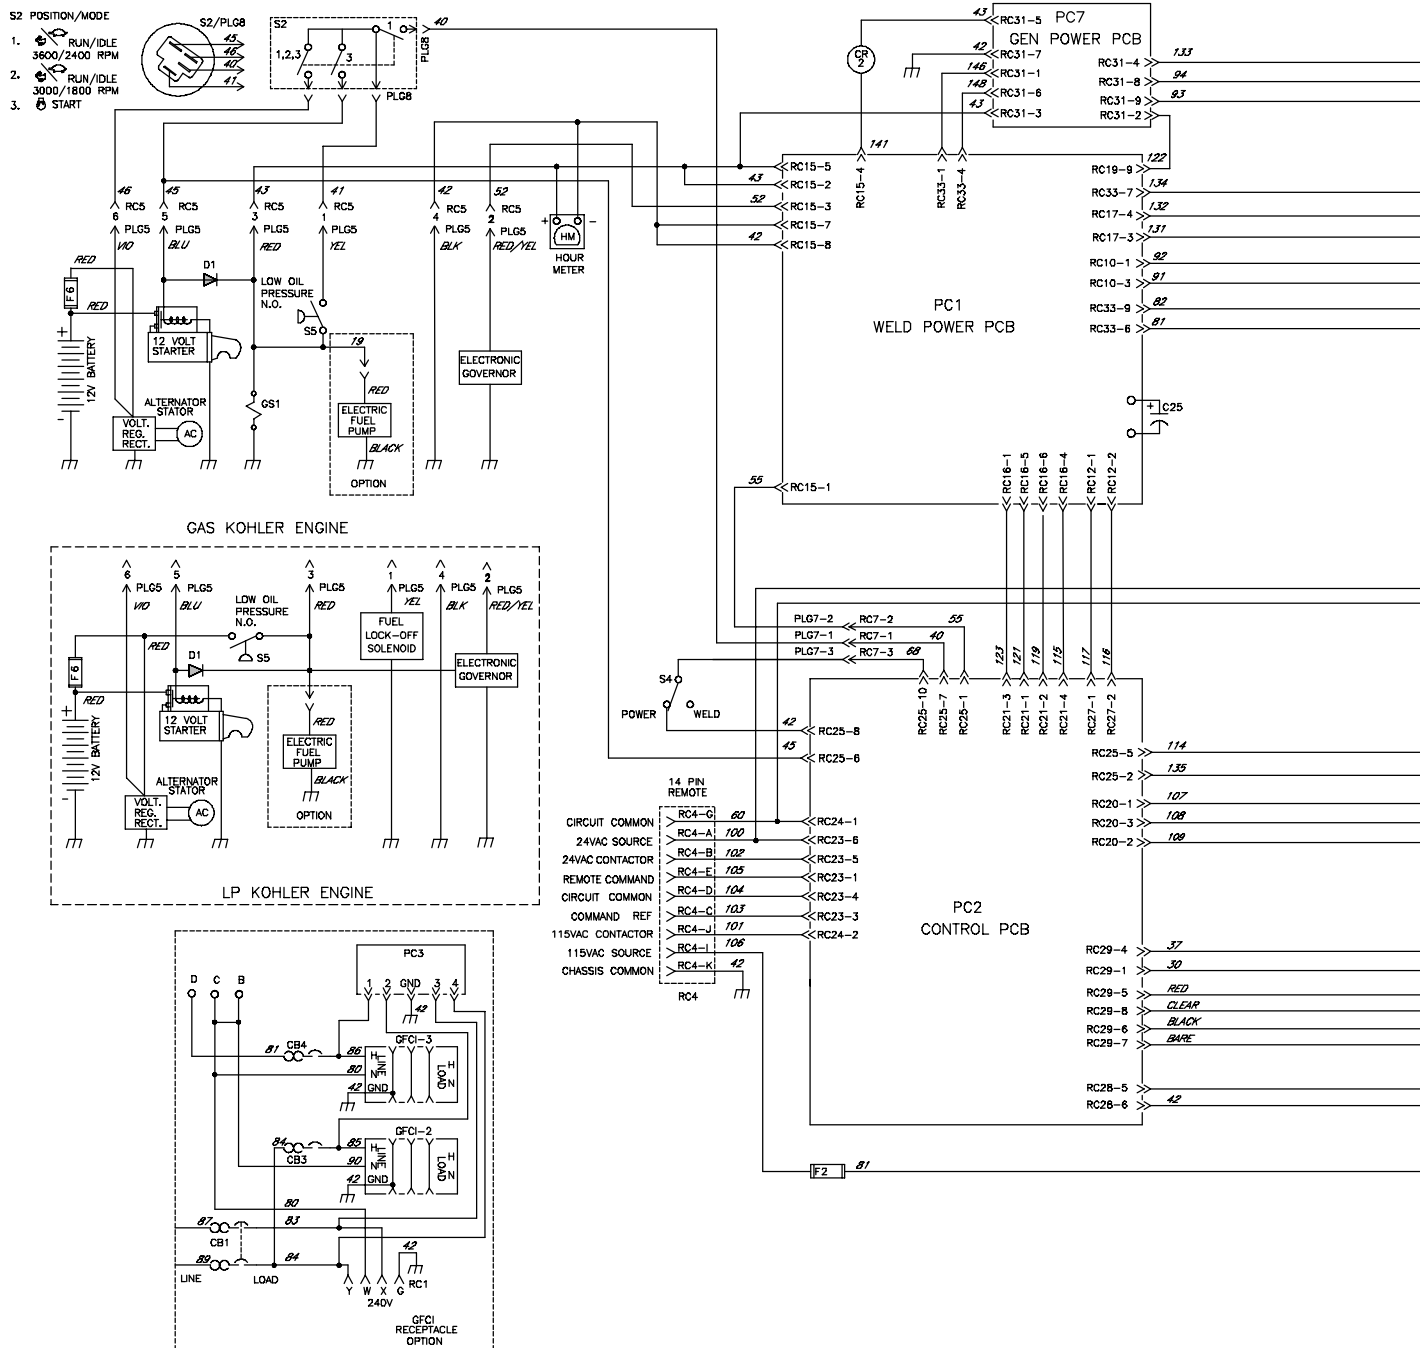 S2 POSITION/MODE
1. RUN/IDLE
3600/2400 RPM
2. RUN/IDLE
3000/1800 RPM
3. START
S2/PLG8
45
46
40
41
S2
1
1,2,3
3
40
PLG8
PLG8
46
45
43
41
42
52
RC5
RC5
RC5
RC5
RC5
RC5
6
5
3
1
4
2
PLG5
PLG5
PLG5
PLG5
PLG5
PLG5
VIO
BLU
RED
YEL
BLK
RED/YEL
+
-
HM
HOUR
METER
RED
F6
RED
D1
LOW OIL
PRESSURE
N.O.
S5
+
12V BATTERY
-
12 VOLT
STARTER
ALTERNATOR
STATOR
VOLT.
REG.
RECT.
AC
GS1
19
RED
ELECTRIC
FUEL
PUMP
BLACK
OPTION
ELECTRONIC
GOVERNOR
GAS KOHLER ENGINE
6
5
3
1
4
2
PLG5
PLG5
PLG5
PLG5
PLG5
PLG5
VIO
BLU
RED
YEL
BLK
RED/YEL
LOW OIL
PRESSURE
N.O.
S5
RED
F6
RED
D1
FUEL
LOCK-OFF
SOLENOID
ELECTRONIC
GOVERNOR
+
12V BATTERY
-
12 VOLT
STARTER
ALTERNATOR
STATOR
VOLT.
REG.
RECT.
AC
RED
ELECTRIC
FUEL
PUMP
BLACK
OPTION
LP KOHLER ENGINE
PC3
1 2 GND 3 4
42
D C B
81
CB4
86
80
42
GFCI-3
H
N
LINE
GND
H
N
LOAD
84
CB3
85
90
42
GFCI-2
H
N
LINE
GND
H
N
LOAD
80
87
83
CB1
89
84
LINE
LOAD
42
Y W X G
RC1
240V
GFCI
RECEPTACLE
OPTION
CR
2
43
42
146
148
43
RC31-5
RC31-7
RC31-1
RC31-6
RC31-3
PC7
GEN POWER PCB
RC31-4
RC31-8
RC31-9
RC31-2
133
94
93
141
RC15-4
RC33-1
RC33-4
RC15-5
43
RC15-2
52
RC15-3
RC15-7
42
RC15-8
55
RC15-1
PC1
WELD POWER PCB
RC19-9
122
RC33-7
134
RC17-4
132
RC17-3
131
RC10-1
92
RC10-3
91
RC33-9
82
RC33-6
81
+
C25
RC16-1
RC16-5
RC16-6
RC16-4
RC12-1
RC12-2
PLG7-2
RC7-2
55
PLG7-1
RC7-1
40
PLG7-3
RC7-3
68
123
121
119
115
117
116
S4
POWER
WELD
RC25-10
RC25-7
RC25-1
RC21-3
RC21-1
RC21-2
RC21-4
RC27-1
RC27-2
42
RC25-8
45
RC25-6
14 PIN
REMOTE
CIRCUIT COMMON RC4-G 60 RC24-1
24VAC SOURCE RC4-A 100 RC23-6
24VAC CONTACTOR RC4-B 102 RC23-5
REMOTE COMMAND RC4-E 105 RC23-1
CIRCUIT COMMON RC4-D 104 RC23-4
COMMAND REF RC4-C 103 RC23-3
115VAC CONTACTOR RC4-J 101 RC24-2
115VAC SOURCE RC4-I 106
CHASSIS COMMON RC4-K 42
RC4
PC2
CONTROL PCB
RC25-5
114
RC25-2
135
RC20-1
107
RC20-3
108
RC20-2
109
RC29-4
37
RC29-1
30
RC29-5
RED
RC29-8
CLEAR
RC29-6
BLACK
RC29-7
BARE
RC28-5
RC28-6
42
F2
81